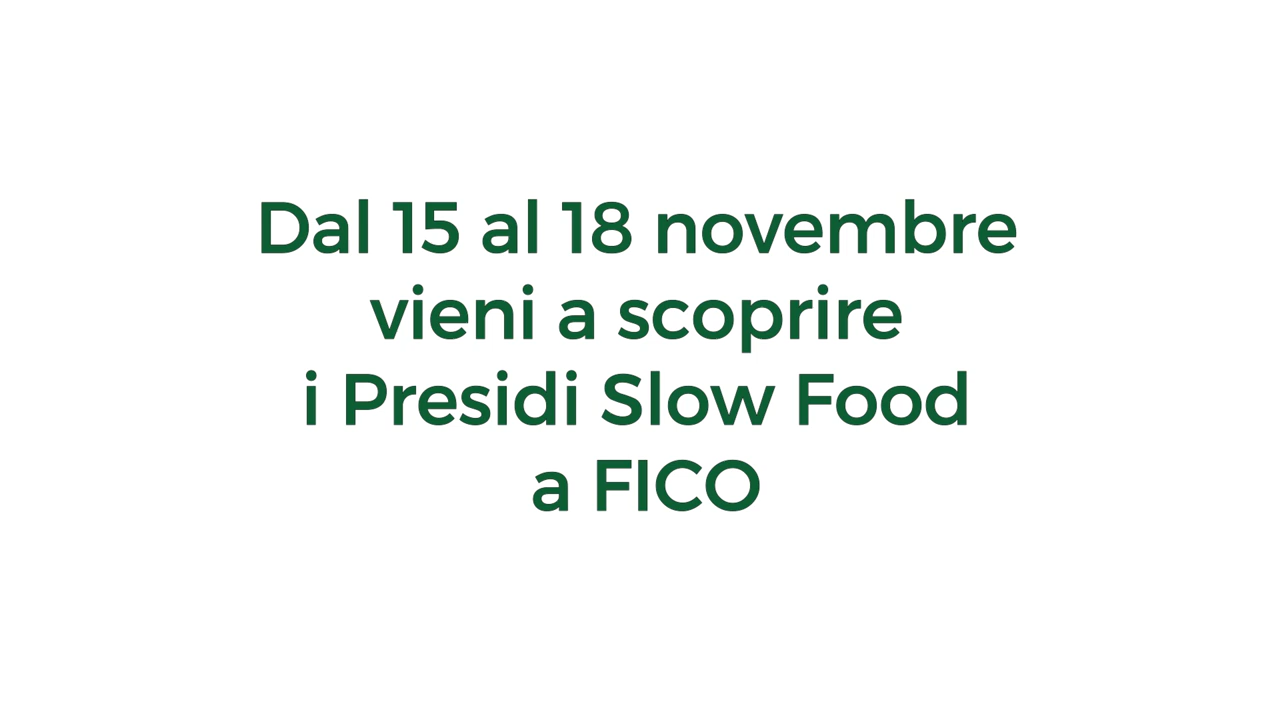 Dal 15 al 18 novembre
vieni a scoprire
i Presidi Slow Food
a FICO